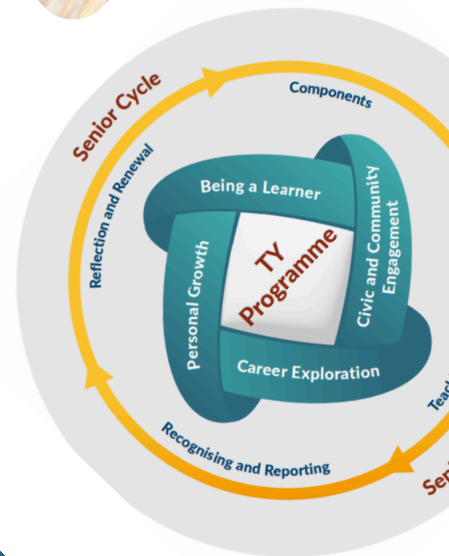 Senior Cycle
Components
Reflection and Renewal
Being a Learner
Civic and Community
Engagement
TY
Programme
Personal Growth
Career Exploration
Recognising and Reporting